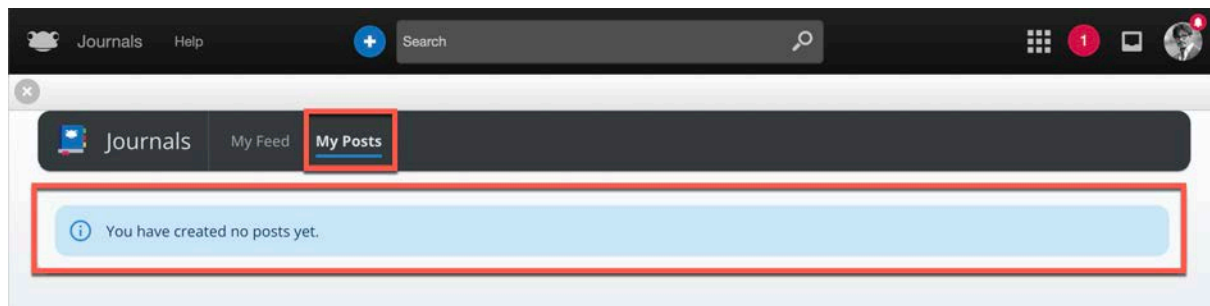 Journals Help Search 1
Journals My Feed My Posts
You have created no posts yet.